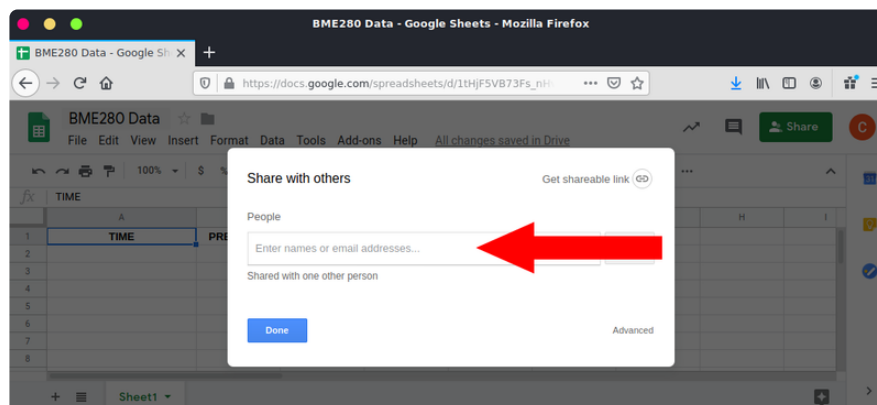 BME280 Data - Google Sheets - Mozilla Firefox
BME280 Data - Google Sh
https://docs.google.com/spreadsheets/d/1tHjF5VB73Fs_nH
BME280 Data
Share
C
File Edit View Insert Format Data Tools Add-ons Help All changes saved in Drive
100% $ %
fx TIME
A H I
1 TIME PRE
2
3
4
5
6
7
8
Share with others Get shareable link
People
Enter names or email addresses...
Shared with one other person
Done Advanced
Sheet1